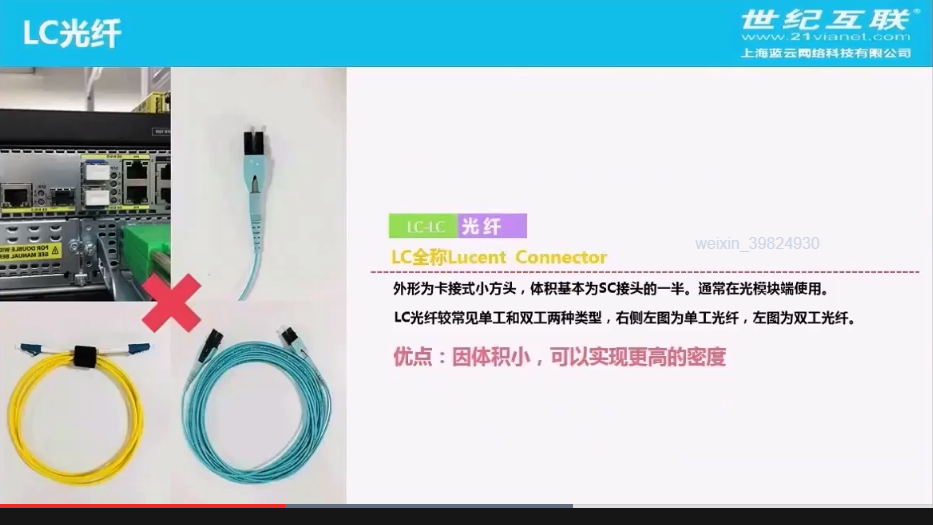 LC光纤
世纪互联®
www.21vianet.com
上海蓝云网络科技有限公司
LC-LC 光纤
weixin_39824930
LC全称Lucent Connector
外形为卡接式小方头，体积基本为SC接头的一半。通常在光模块端使用。
LC光纤较常见单工和双工两种类型，右侧左图为单工光纤，左图为双工光纤。
优点：因体积小，可以实现更高的密度